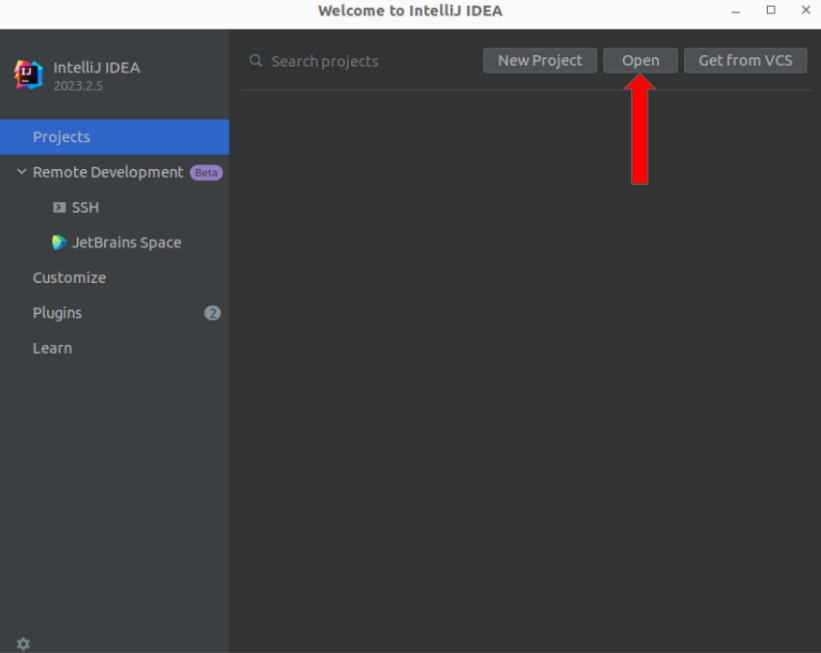 Welcome to IntelliJ IDEA
IntelliJ IDEA
2023.2.5
Search projects
New Project
Open
Get from VCS
Projects
Remote Development Beta
SSH
JetBrains Space
Customize
Plugins 2
Learn